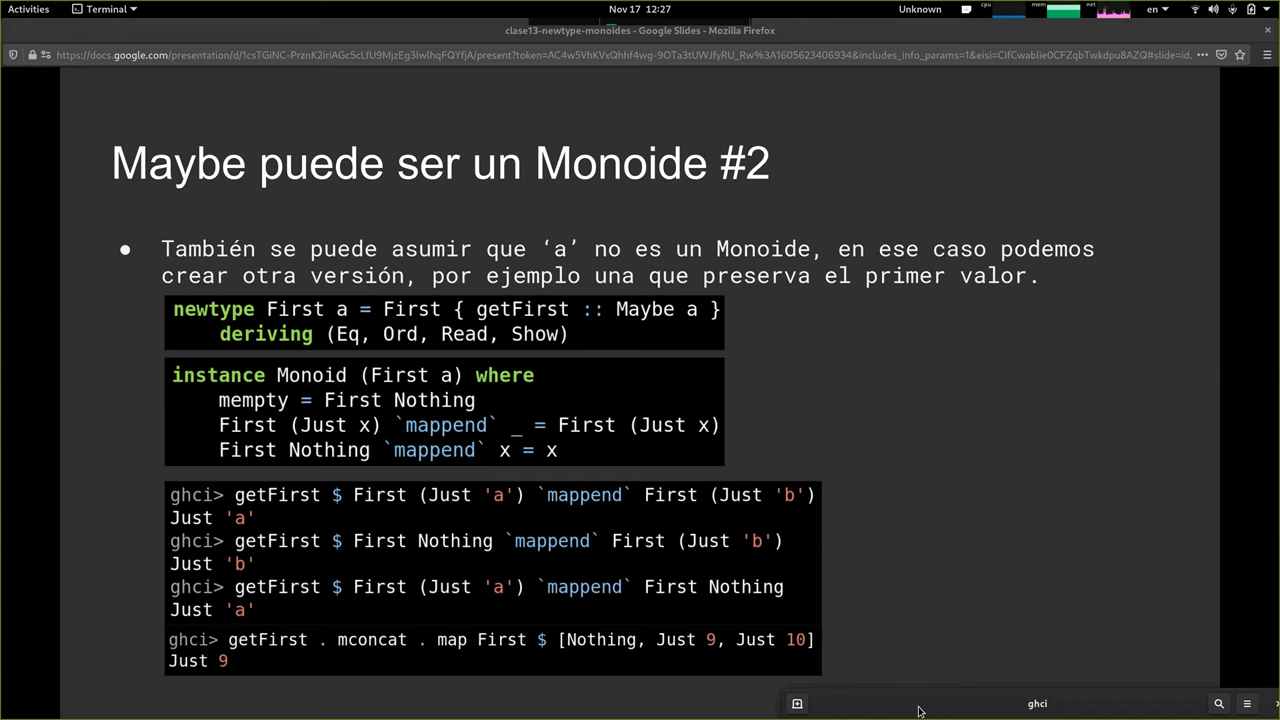 Activities
Terminal
Nov 17 12:27
Unknown
cpu
mem
en
clase13-newtype-monoides - Google Slides - Mozilla Firefox
Maybe puede ser un Monoide #2
● También se puede asumir que ‘a’ no es un Monoide, en ese caso podemos
crear otra versión, por ejemplo una que preserva el primer valor.
newtype First a = First { getFirst :: Maybe a }
deriving (Eq, Ord, Read, Show)
instance Monoid (First a) where
mempty = First Nothing
First (Just x) `mappend` _ = First (Just x)
First Nothing `mappend` x = x
ghci> getFirst $ First (Just 'a') `mappend` First (Just 'b')
Just 'a'
ghci> getFirst $ First Nothing `mappend` First (Just 'b')
Just 'b'
ghci> getFirst $ First (Just 'a') `mappend` First Nothing
Just 'a'
ghci> getFirst . mconcat . map First $ [Nothing, Just 9, Just 10]
Just 9
ghci